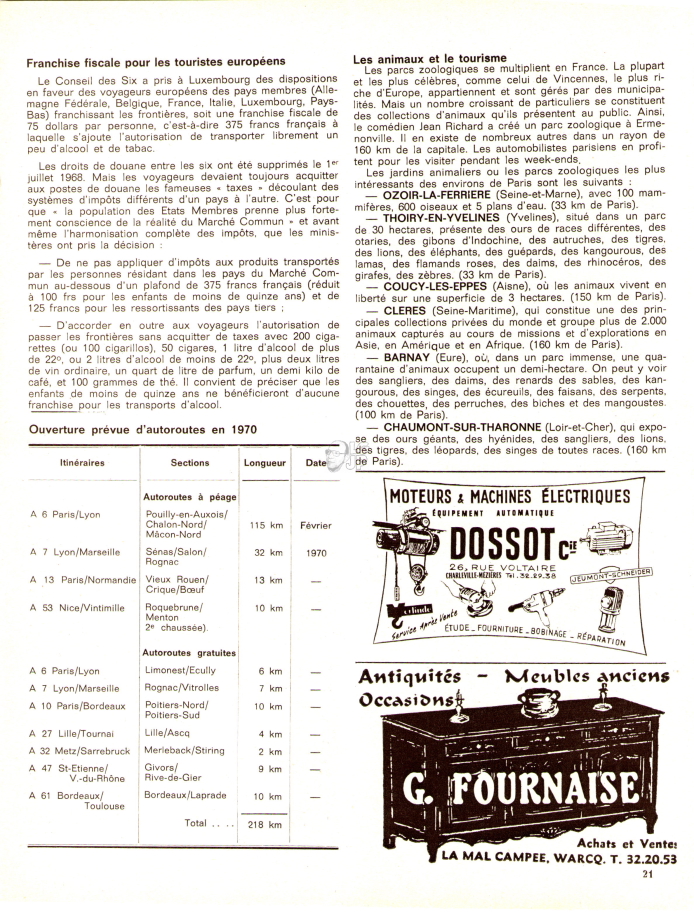 Franchise fiscale pour les touristes européens
Le Conseil des Six a pris à Luxembourg des dispositions
en faveur des voyageurs européens des pays membres (Alle-
magne Fédérale, Belgique, France, Italie, Luxembourg, Pays-
Bas) franchissant les frontières, soit une franchise fiscale de
75 dollars par personne, c'est-à-dire 375 francs français à
laquelle s'ajoute l'autorisation de transporter librement un
peu d'alcool et de tabac.
Les droits de douane entre les six ont été supprimés le 1er
juillet 1968. Mais les voyageurs devaient toujours acquitter
aux postes de douane les fameuses « taxes » découlant des
systèmes d'impôts différents d'un pays à l'autre. C'est pour
que « la population des Etats Membres prenne plus forte-
ment conscience de la réalité du Marché Commun » et avant
même l'harmonisation complète des impôts, que les minis-
tères ont pris la décision :
— De ne pas appliquer d'impôts aux produits transportés
par les personnes résidant dans les pays du Marché Com-
mun au-dessous d'un plafond de 375 francs français (réduit
à 100 frs pour les enfants de moins de quinze ans) et de
125 francs pour les ressortissants des pays tiers ;
— D'accorder en outre aux voyageurs l'autorisation de
passer les frontières sans acquitter de taxes avec 200 ciga-
rettes (ou 100 cigarillos), 50 cigares, 1 litre d'alcool de plus
de 22º, ou 2 litres d'alcool de moins de 22º, plus deux litres
de vin ordinaire, un quart de litre de parfum, un demi kilo de
café, et 100 grammes de thé. Il convient de préciser que les
enfants de moins de quinze ans ne bénéficieront d'aucune
franchise pour les transports d'alcool.
Ouverture prévue d'autoroutes en 1970
Itinéraires Sections Longueur Date
Autoroutes à péage
A 6 Paris/Lyon Pouilly-en-Auxois/
Chalon-Nord/ 115 km Février
Mâcon-Nord
A 7 Lyon/Marseille Sénas/Salon/ 32 km 1970
Rognac
A 13 Paris/Normandie Vieux Rouen/ 13 km —
Crique/Bœuf
A 53 Nice/Vintimille Roquebrune/ 10 km —
Menton
2e chaussée).
Autoroutes gratuites
A 6 Paris/Lyon Limonest/Ecully 6 km —
A 7 Lyon/Marseille Rognac/Vitrolles 7 km —
A 10 Paris/Bordeaux Poitiers-Nord/ 10 km —
Poitiers-Sud
A 27 Lille/Tournai Lille/Ascq 4 km —
A 32 Metz/Sarrebruck Merleback/Stiring 2 km —
A 47 St-Etienne/ Givors/ 9 km —
V.-du-Rhône Rive-de-Gier
A 61 Bordeaux/ Bordeaux/Laprade 10 km —
Toulouse
Total .. .. 218 km
Les animaux et le tourisme
Les parcs zoologiques se multiplient en France. La plupart
et les plus célèbres, comme celui de Vincennes, le plus ri-
che d'Europe, appartiennent et sont gérés par des municipa-
lités. Mais un nombre croissant de particuliers se constituent
des collections d'animaux qu'ils présentent au public. Ainsi,
le comédien Jean Richard a créé un parc zoologique à Erme-
nonville. Il en existe de nombreux autres dans un rayon de
160 km de la capitale. Les automobilistes parisiens en profi-
tent pour les visiter pendant les week-ends.
Les jardins animaliers ou les parcs zoologiques les plus
intéressants des environs de Paris sont les suivants :
— OZOIR-LA-FERRIERE (Seine-et-Marne), avec 100 mam-
mifères, 600 oiseaux et 5 plans d'eau. (33 km de Paris).
— THOIRY-EN-YVELINES (Yvelines), situé dans un parc
de 30 hectares, présente des ours de races différentes, des
otaries, des gibons d'Indochine, des autruches, des tigres,
des lions, des éléphants, des guépards, des kangourous, des
lamas, des flamands roses, des daims, des rhinocéros, des
girafes, des zèbres. (33 km de Paris).
— COUCY-LES-EPPES (Aisne), où les animaux vivent en
liberté sur une superficie de 3 hectares. (150 km de Paris).
— CLERES (Seine-Maritime), qui constitue une des prin-
cipales collections privées du monde et groupe plus de 2.000
animaux capturés au cours de missions et d'explorations en
Asie, en Amérique et en Afrique. (160 km de Paris).
— BARNAY (Eure), où, dans un parc immense, une qua-
rantaine d'animaux occupent un demi-hectare. On peut y voir
des sangliers, des daims, des renards des sables, des kan-
gourous, des singes, des écureuils, des faisans, des serpents,
des chouettes, des perruches, des biches et des mangoustes.
(100 km de Paris).
— CHAUMONT-SUR-THARONNE (Loir-et-Cher), qui expo-
se des ours géants, des hyénides, des sangliers, des lions,
des tigres, des léopards, des singes de toutes races. (160 km
de Paris).
MOTEURS & MACHINES ÉLECTRIQUES
ÉQUIPEMENT AUTOMATIQUE
DOSSOT Cie
26, RUE VOLTAIRE
CHARLEVILLE-MÉZIÈRES Tél. 32.29.38
JEUMONT-SCHNEIDER
Verlinde
Service Après Vente
ÉTUDE _ FOURNITURE _ BOBINAGE _ RÉPARATION
Antiquités - Meubles anciens
Occasions
G. FOURNAISE
Achats et Ventes
LA MAL CAMPEE, WARCQ. T. 32.20.53
21